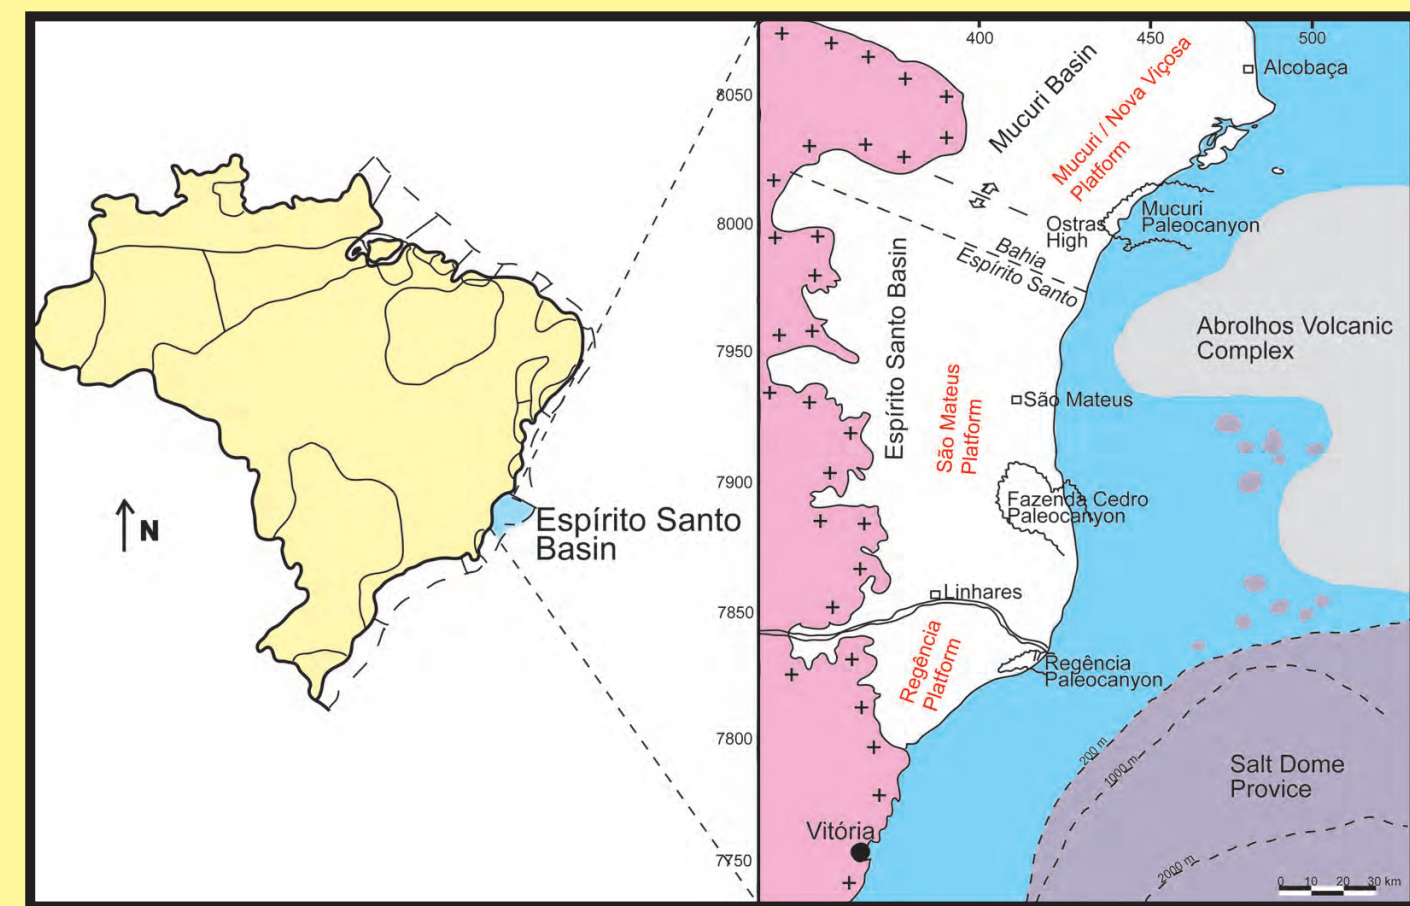 N
Espírito Santo
Basin
400
450
500
8050
8000
7950
7900
7850
7800
7750
Alcobaça
Mucuri Basin
Mucuri / Nova Viçosa
Platform
Ostras
High
Mucuri
Paleocanyon
Bahia
Espírito Santo
Espírito Santo Basin
Abrolhos Volcanic
Complex
São Mateus
Platform
São Mateus
Fazenda Cedro
Paleocanyon
Linhares
Regência
Platform
Regência
Paleocanyon
200 m
1000 m
2000 m
Salt Dome
Provice
Vitória
0 10 20 30 km